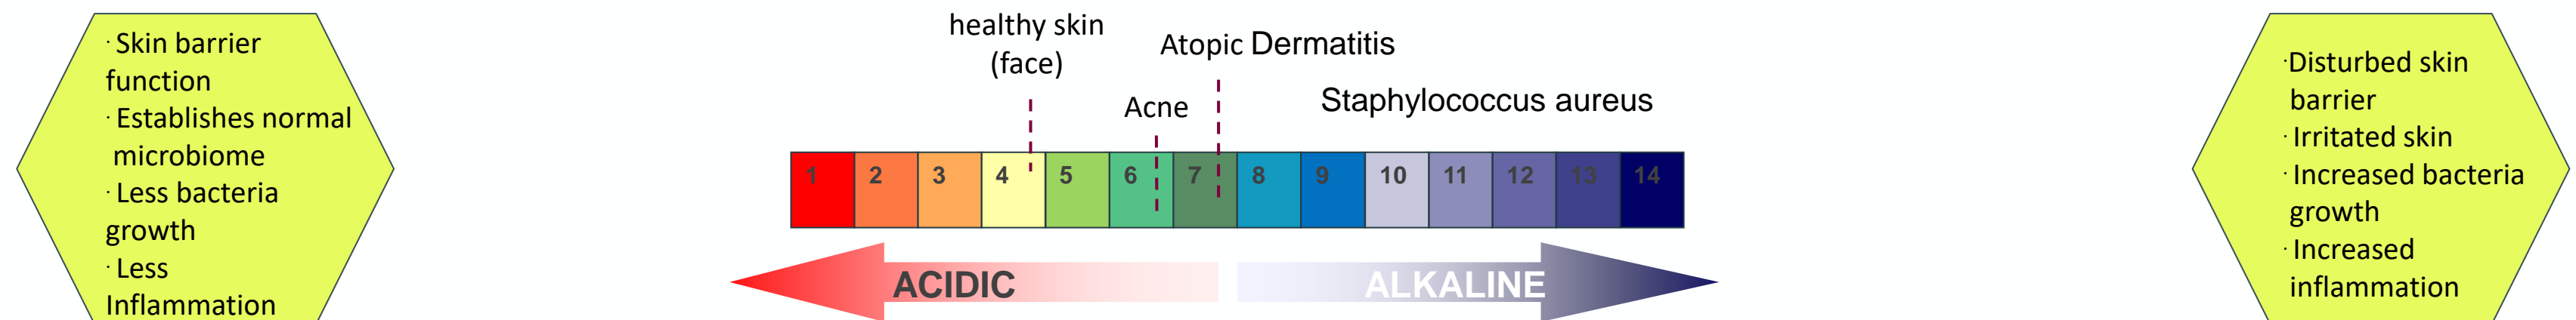 · Skin barrier
function
· Establishes normal
microbiome
· Less bacteria
growth
· Less
Inflammation
healthy skin
(face)
Atopic Dermatitis
Acne
Staphylococcus aureus
1 2 3 4 5 6 7 8 9 10 11 12 13 14
ACIDIC
ALKALINE
·Disturbed skin
barrier
· Irritated skin
· Increased bacteria
growth
· Increased
inflammation